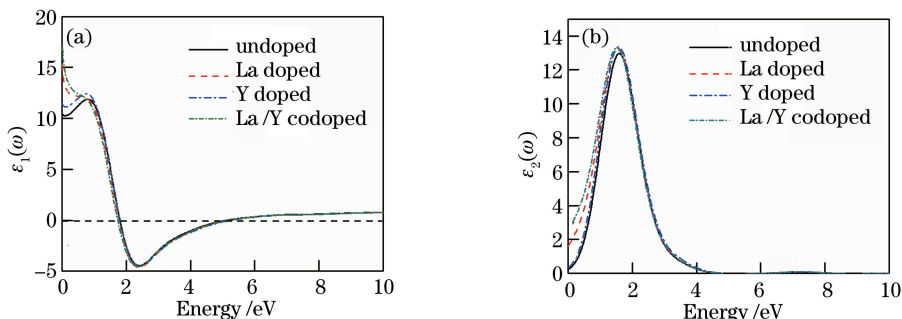 20
(a)
undoped
La doped
Y doped
La /Y codoped
15
10
5
0
−5
ε₁(ω)
0 2 4 6 8 10
Energy /eV
14
(b)
undoped
La doped
Y doped
La /Y codoped
12
10
8
6
4
2
0
ε₂(ω)
0 2 4 6 8 10
Energy /eV